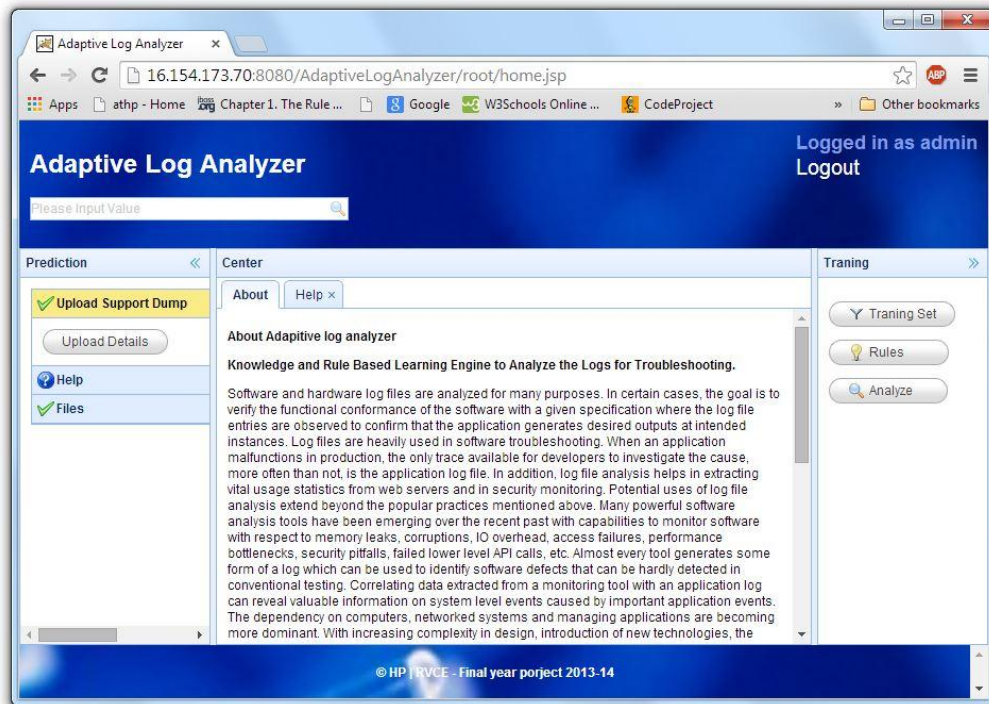 Adaptive Log Analyzer
16.154.173.70:8080/AdaptiveLogAnalyzer/root/home.jsp
ABP
Apps athp - Home jboss.org Chapter 1. The Rule ... Google W3Schools Online ... CodeProject » Other bookmarks
Logged in as admin
Logout
Adaptive Log Analyzer
Please Input Value
Prediction
Upload Support Dump
Upload Details
Help
Files
Center
About Help ×
About Adapitive log analyzer
Knowledge and Rule Based Learning Engine to Analyze the Logs for Troubleshooting.
Software and hardware log files are analyzed for many purposes. In certain cases, the goal is to
verify the functional conformance of the software with a given specification where the log file
entries are observed to confirm that the application generates desired outputs at intended
instances. Log files are heavily used in software troubleshooting. When an application
malfunctions in production, the only trace available for developers to investigate the cause,
more often than not, is the application log file. In addition, log file analysis helps in extracting
vital usage statistics from web servers and in security monitoring. Potential uses of log file
analysis extend beyond the popular practices mentioned above. Many powerful software
analysis tools have been emerging over the recent past with capabilities to monitor software
with respect to memory leaks, corruptions, IO overhead, access failures, performance
bottlenecks, security pitfalls, failed lower level API calls, etc. Almost every tool generates some
form of a log which can be used to identify software defects that can be hardly detected in
conventional testing. Correlating data extracted from a monitoring tool with an application log
can reveal valuable information on system level events caused by important application events.
The dependency on computers, networked systems and managing applications are becoming
more dominant. With increasing complexity in design, introduction of new technologies, the
Traning
Traning Set
Rules
Analyze
© HP | RVCE - Final year porject 2013-14